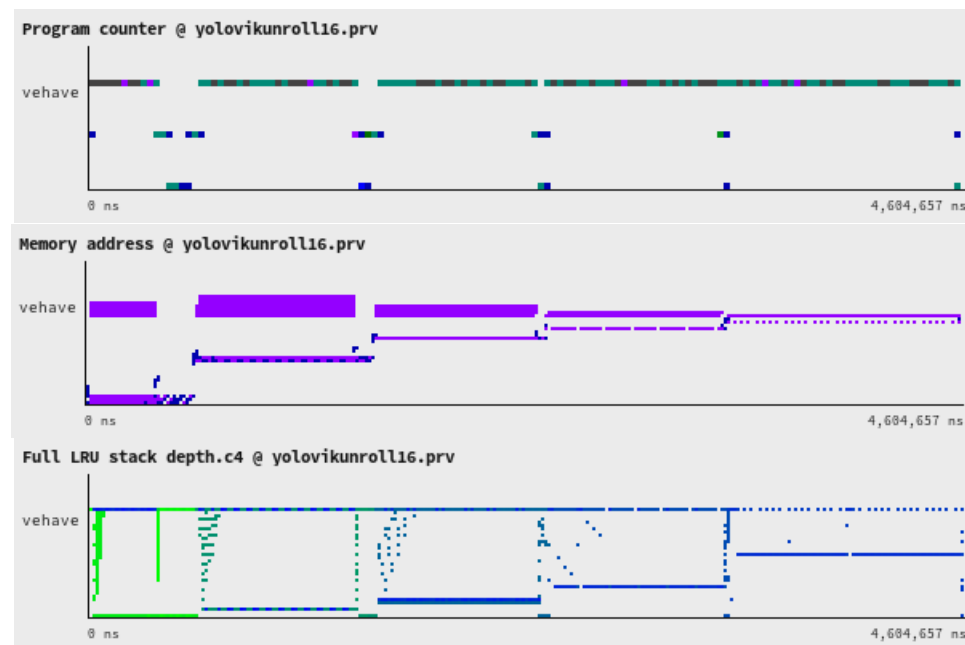 Program counter @ yolovikunroll16.prv
vehave
0 ns 4,604,657 ns
Memory address @ yolovikunroll16.prv
vehave
0 ns 4,604,657 ns
Full LRU stack depth.c4 @ yolovikunroll16.prv
vehave
0 ns 4,604,657 ns